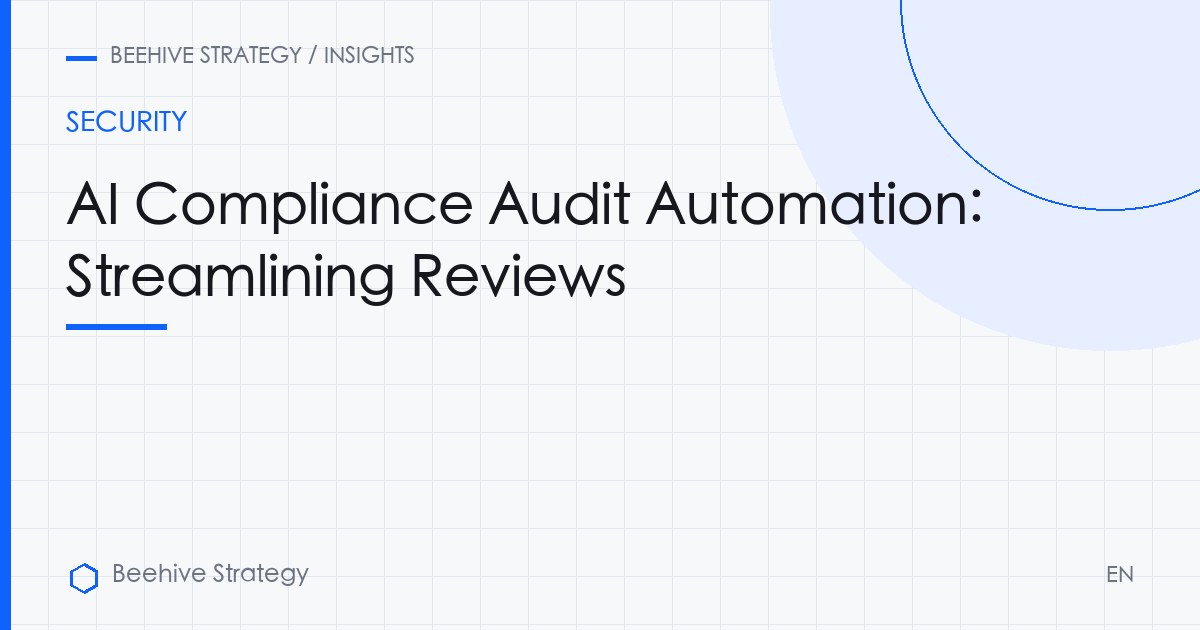 BEEHIVE STRATEGY / INSIGHTS
SECURITY
AI Compliance Audit Automation:
Streamlining Reviews
Beehive Strategy
EN